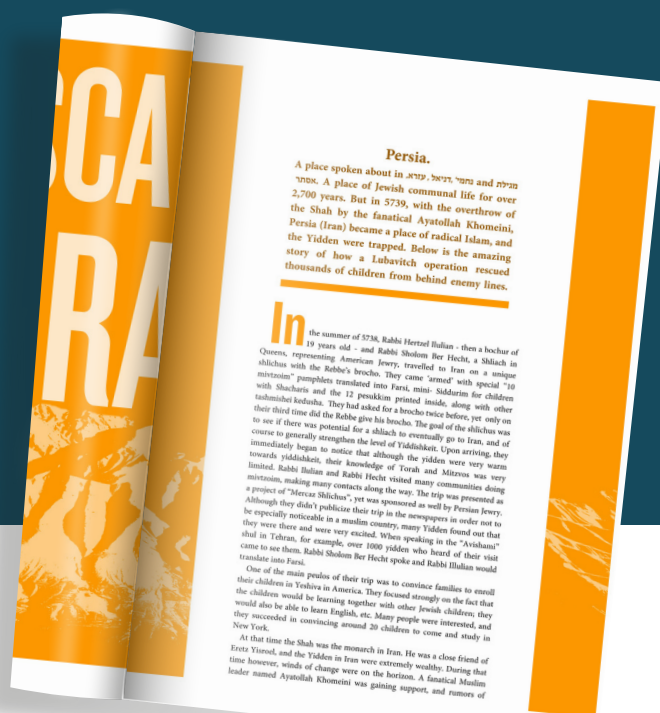 SCA
RA
Persia.
A place spoken about in נחמי׳ ,דניאל ,עזרא. and מגילת
אסתר. A place of Jewish communal life for over
2,700 years. But in 5739, with the overthrow of
the Shah by the fanatical Ayatollah Khomeini,
Persia (Iran) became a place of radical Islam, and
the Yidden were trapped. Below is the amazing
story of how a Lubavitch operation rescued
thousands of children from behind enemy lines.
In the summer of 5738, Rabbi Hertzel Ilulian - then a bochur of
19 years old - and Rabbi Sholom Ber Hecht, a Shliach in
Queens, representing American Jewry, travelled to Iran on a unique
shlichus with the Rebbe's brocho. They came 'armed' with special "10
mivtzoim" pamphlets translated into Farsi, mini- Siddurim for children
with Shacharis and the 12 pesukkim printed inside, along with other
tashmishei kedusha. They had asked for a brocho twice before, yet only on
their third time did the Rebbe give his brocho. The goal of the shlichus was
to see if there was potential for a shliach to eventually go to Iran, and of
course to generally strengthen the level of Yiddishkeit. Upon arriving, they
immediately began to notice that although the yidden were very warm
towards yiddishkeit, their knowledge of Torah and Mitzvos was very
limited. Rabbi Ilulian and Rabbi Hecht visited many communities doing
mivtzoim, making many contacts along the way. The trip was presented as
a project of "Mercaz Shlichus", yet was sponsored as well by Persian Jewry.
Although they didn't publicize their trip in the newspapers in order not to
be especially noticeable in a muslim country, many Yidden found out that
they were there and were very excited. When speaking in the "Avishami"
shul in Tehran, for example, over 1000 yidden who heard of their visit
came to see them. Rabbi Sholom Ber Hecht spoke and Rabbi Illulian would
translate into Farsi.
One of the main peulos of their trip was to convince families to enroll
their children in Yeshiva in America. They focused strongly on the fact that
the children would be learning together with other Jewish children; they
would also be able to learn English, etc. Many people were interested, and
they succeeded in convincing around 20 children to come and study in
New York.
At that time the Shah was the monarch in Iran. He was a close friend of
Eretz Yisroel, and the Yidden in Iran were extremely wealthy. During that
time however, winds of change were on the horizon. A fanatical Muslim
leader named Ayatollah Khomeini was gaining support, and rumors of